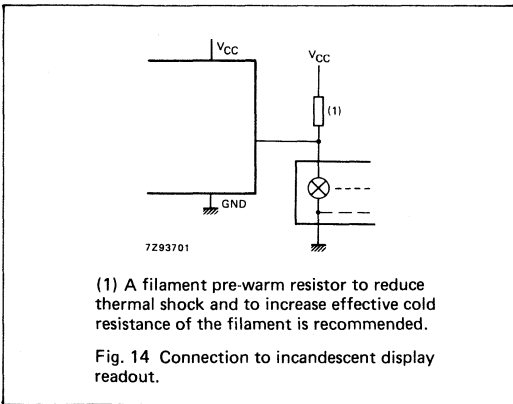 VCC
VCC
(1)
GND
7Z93701
(1) A filament pre-warm resistor to reduce
thermal shock and to increase effective cold
resistance of the filament is recommended.
Fig. 14 Connection to incandescent display
readout.